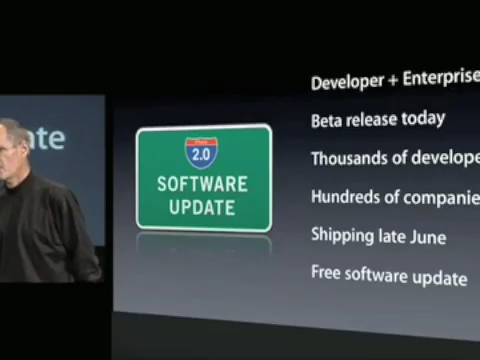 ate
iPhone
2.0
SOFTWARE
UPDATE
Developer + Enterprise
Beta release today
Thousands of develope
Hundreds of companie
Shipping late June
Free software update